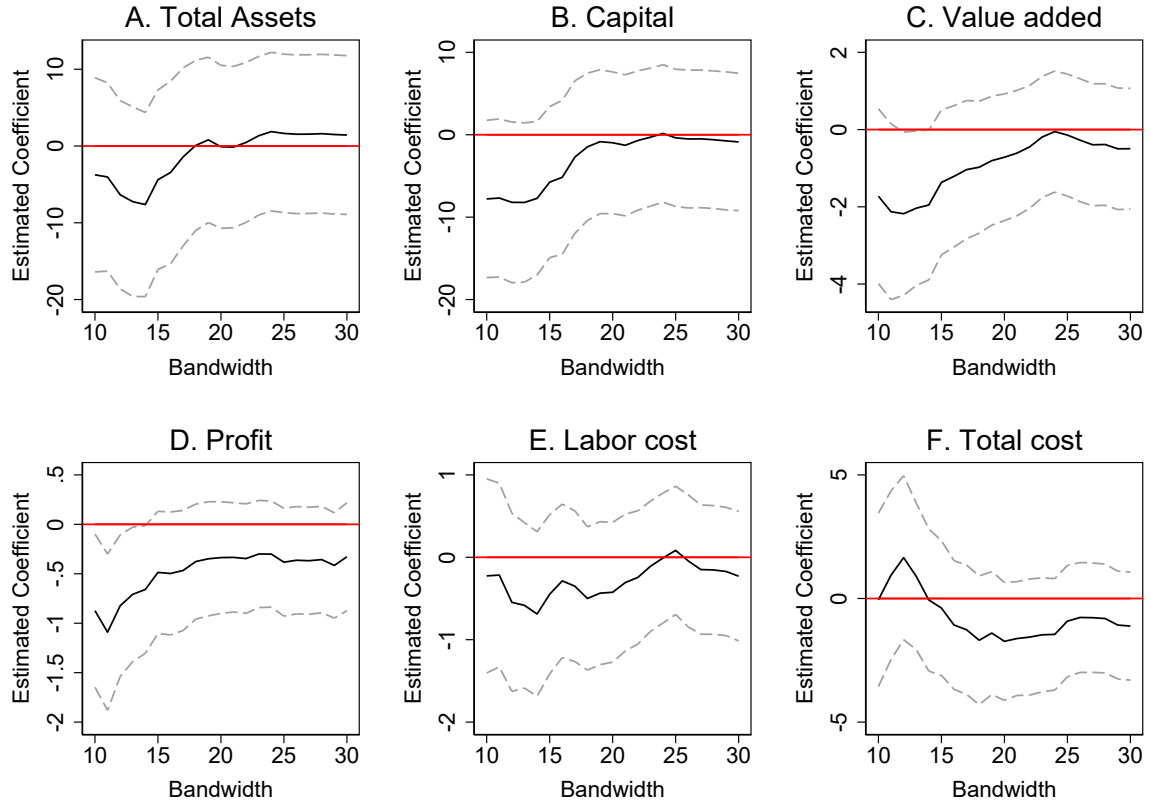 A. Total Assets
Estimated Coefficient
10
0
-10
-20
10 15 20 25 30
Bandwidth
B. Capital
Estimated Coefficient
10
0
-10
-20
10 15 20 25 30
Bandwidth
C. Value added
Estimated Coefficient
2
0
-2
-4
10 15 20 25 30
Bandwidth
D. Profit
Estimated Coefficient
.5
0
-.5
-1
-1.5
-2
10 15 20 25 30
Bandwidth
E. Labor cost
Estimated Coefficient
1
0
-1
-2
10 15 20 25 30
Bandwidth
F. Total cost
Estimated Coefficient
5
0
-5
10 15 20 25 30
Bandwidth